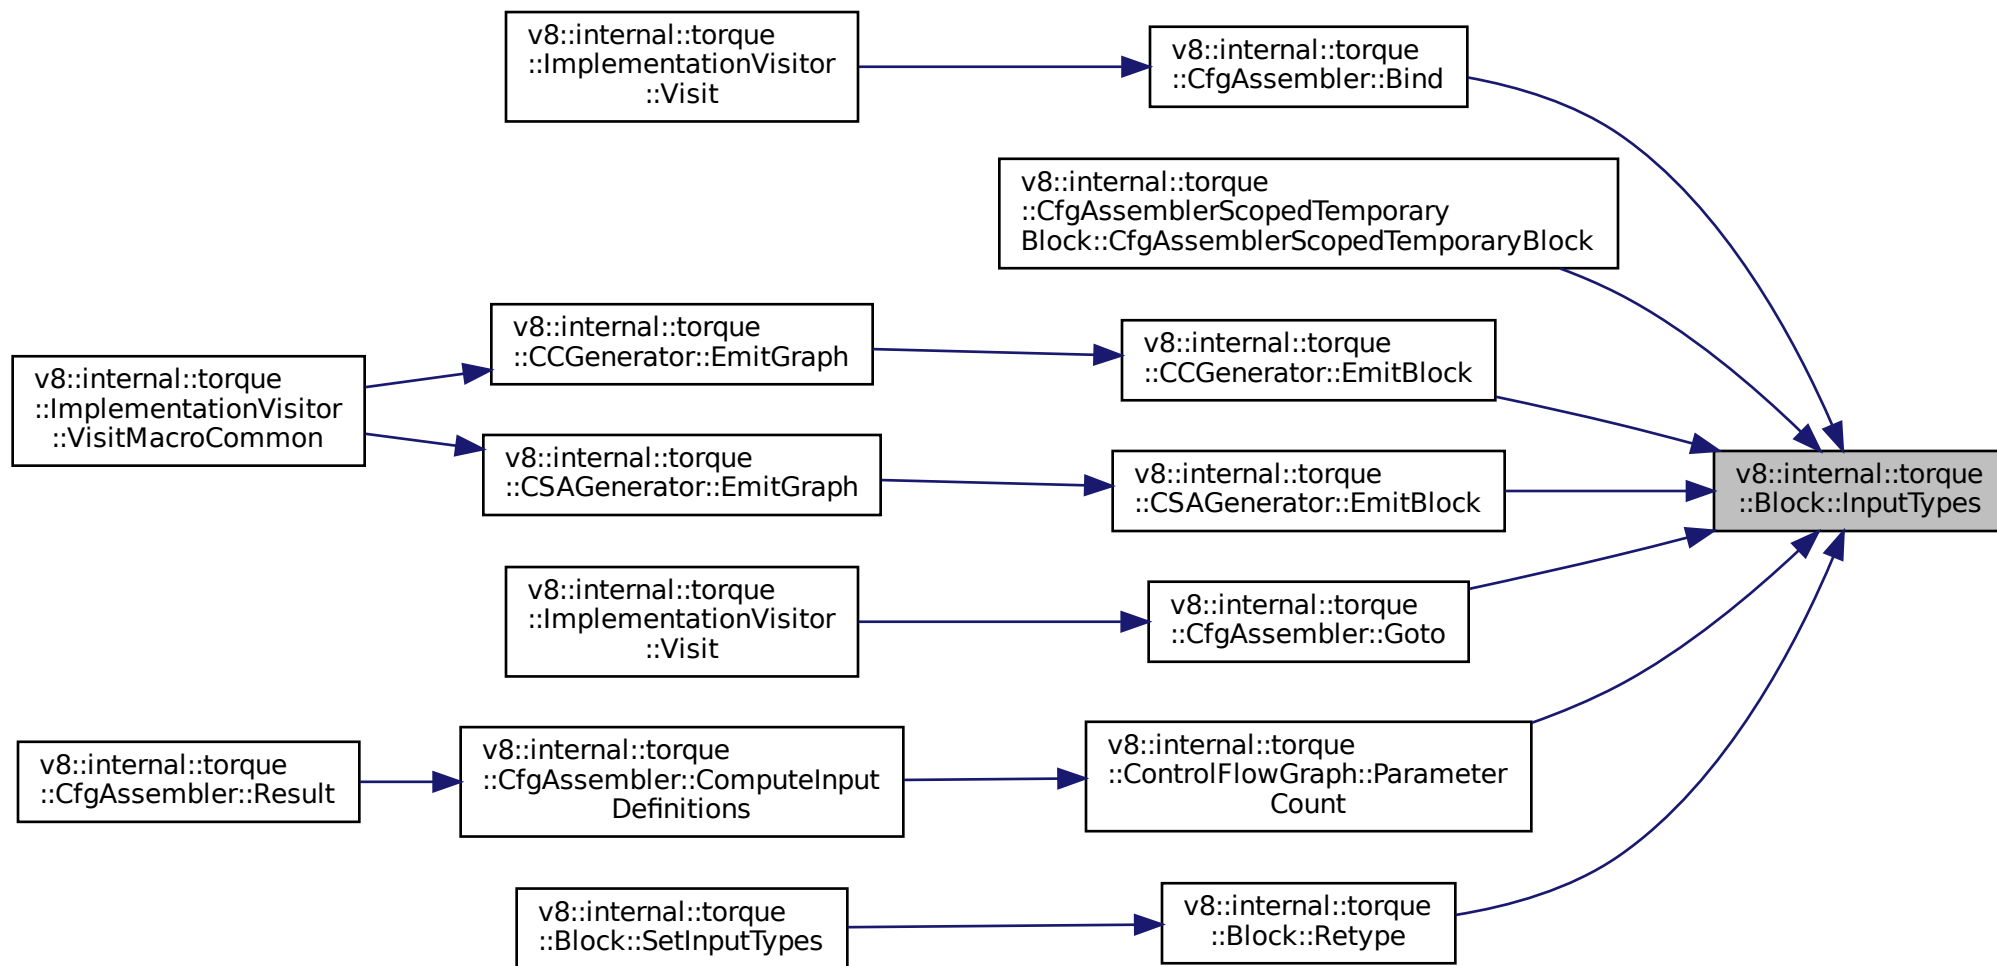 v8::internal::torque
::ImplementationVisitor
::Visit
v8::internal::torque
::CfgAssembler::Bind
v8::internal::torque
::CfgAssemblerScopedTemporary
Block::CfgAssemblerScopedTemporaryBlock
v8::internal::torque
::CCGenerator::EmitGraph
v8::internal::torque
::CCGenerator::EmitBlock
v8::internal::torque
::ImplementationVisitor
::VisitMacroCommon
v8::internal::torque
::CSAGenerator::EmitGraph
v8::internal::torque
::CSAGenerator::EmitBlock
v8::internal::torque
::Block::InputTypes
v8::internal::torque
::ImplementationVisitor
::Visit
v8::internal::torque
::CfgAssembler::Goto
v8::internal::torque
::CfgAssembler::Result
v8::internal::torque
::CfgAssembler::ComputeInput
Definitions
v8::internal::torque
::ControlFlowGraph::Parameter
Count
v8::internal::torque
::Block::SetInputTypes
v8::internal::torque
::Block::Retype